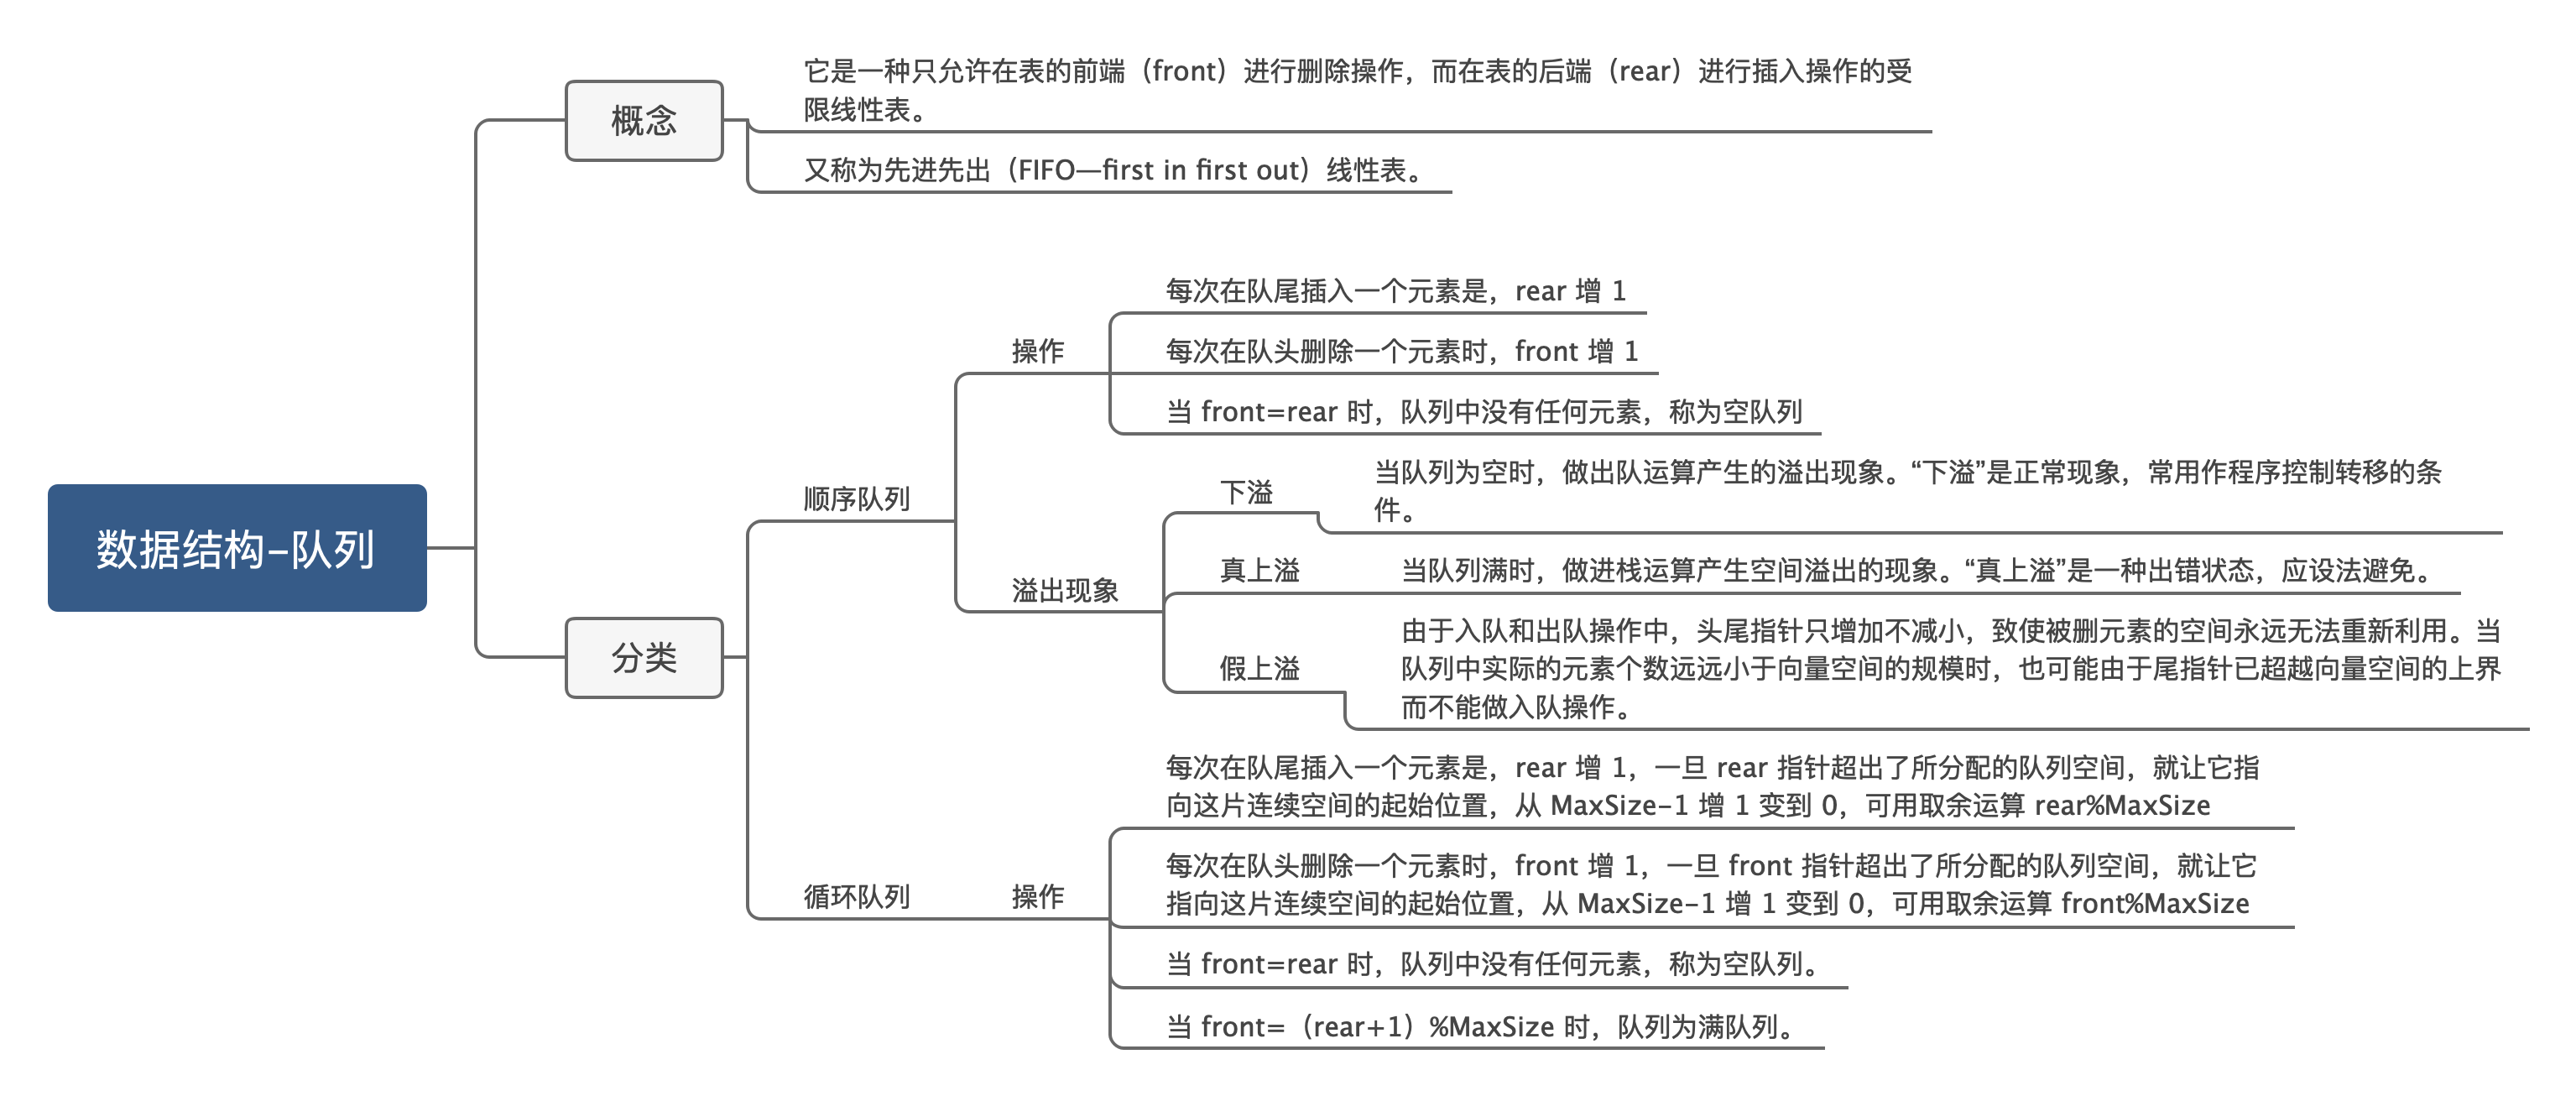 数据结构-队列
概念
它是一种只允许在表的前端（front）进行删除操作，而在表的后端（rear）进行插入操作的受
限线性表。
又称为先进先出（FIFO—first in first out）线性表。
分类
顺序队列
操作
每次在队尾插入一个元素是，rear 增 1
每次在队头删除一个元素时，front 增 1
当 front=rear 时，队列中没有任何元素，称为空队列
溢出现象
下溢
当队列为空时，做出队运算产生的溢出现象。“下溢”是正常现象，常用作程序控制转移的条
件。
真上溢
当队列满时，做进栈运算产生空间溢出的现象。“真上溢”是一种出错状态，应设法避免。
假上溢
由于入队和出队操作中，头尾指针只增加不减小，致使被删元素的空间永远无法重新利用。当
队列中实际的元素个数远远小于向量空间的规模时，也可能由于尾指针已超越向量空间的上界
而不能做入队操作。
循环队列
操作
每次在队尾插入一个元素是，rear 增 1，一旦 rear 指针超出了所分配的队列空间，就让它指
向这片连续空间的起始位置，从 MaxSize-1 增 1 变到 0，可用取余运算 rear%MaxSize
每次在队头删除一个元素时，front 增 1，一旦 front 指针超出了所分配的队列空间，就让它
指向这片连续空间的起始位置，从 MaxSize-1 增 1 变到 0，可用取余运算 front%MaxSize
当 front=rear 时，队列中没有任何元素，称为空队列。
当 front=（rear+1）%MaxSize 时，队列为满队列。